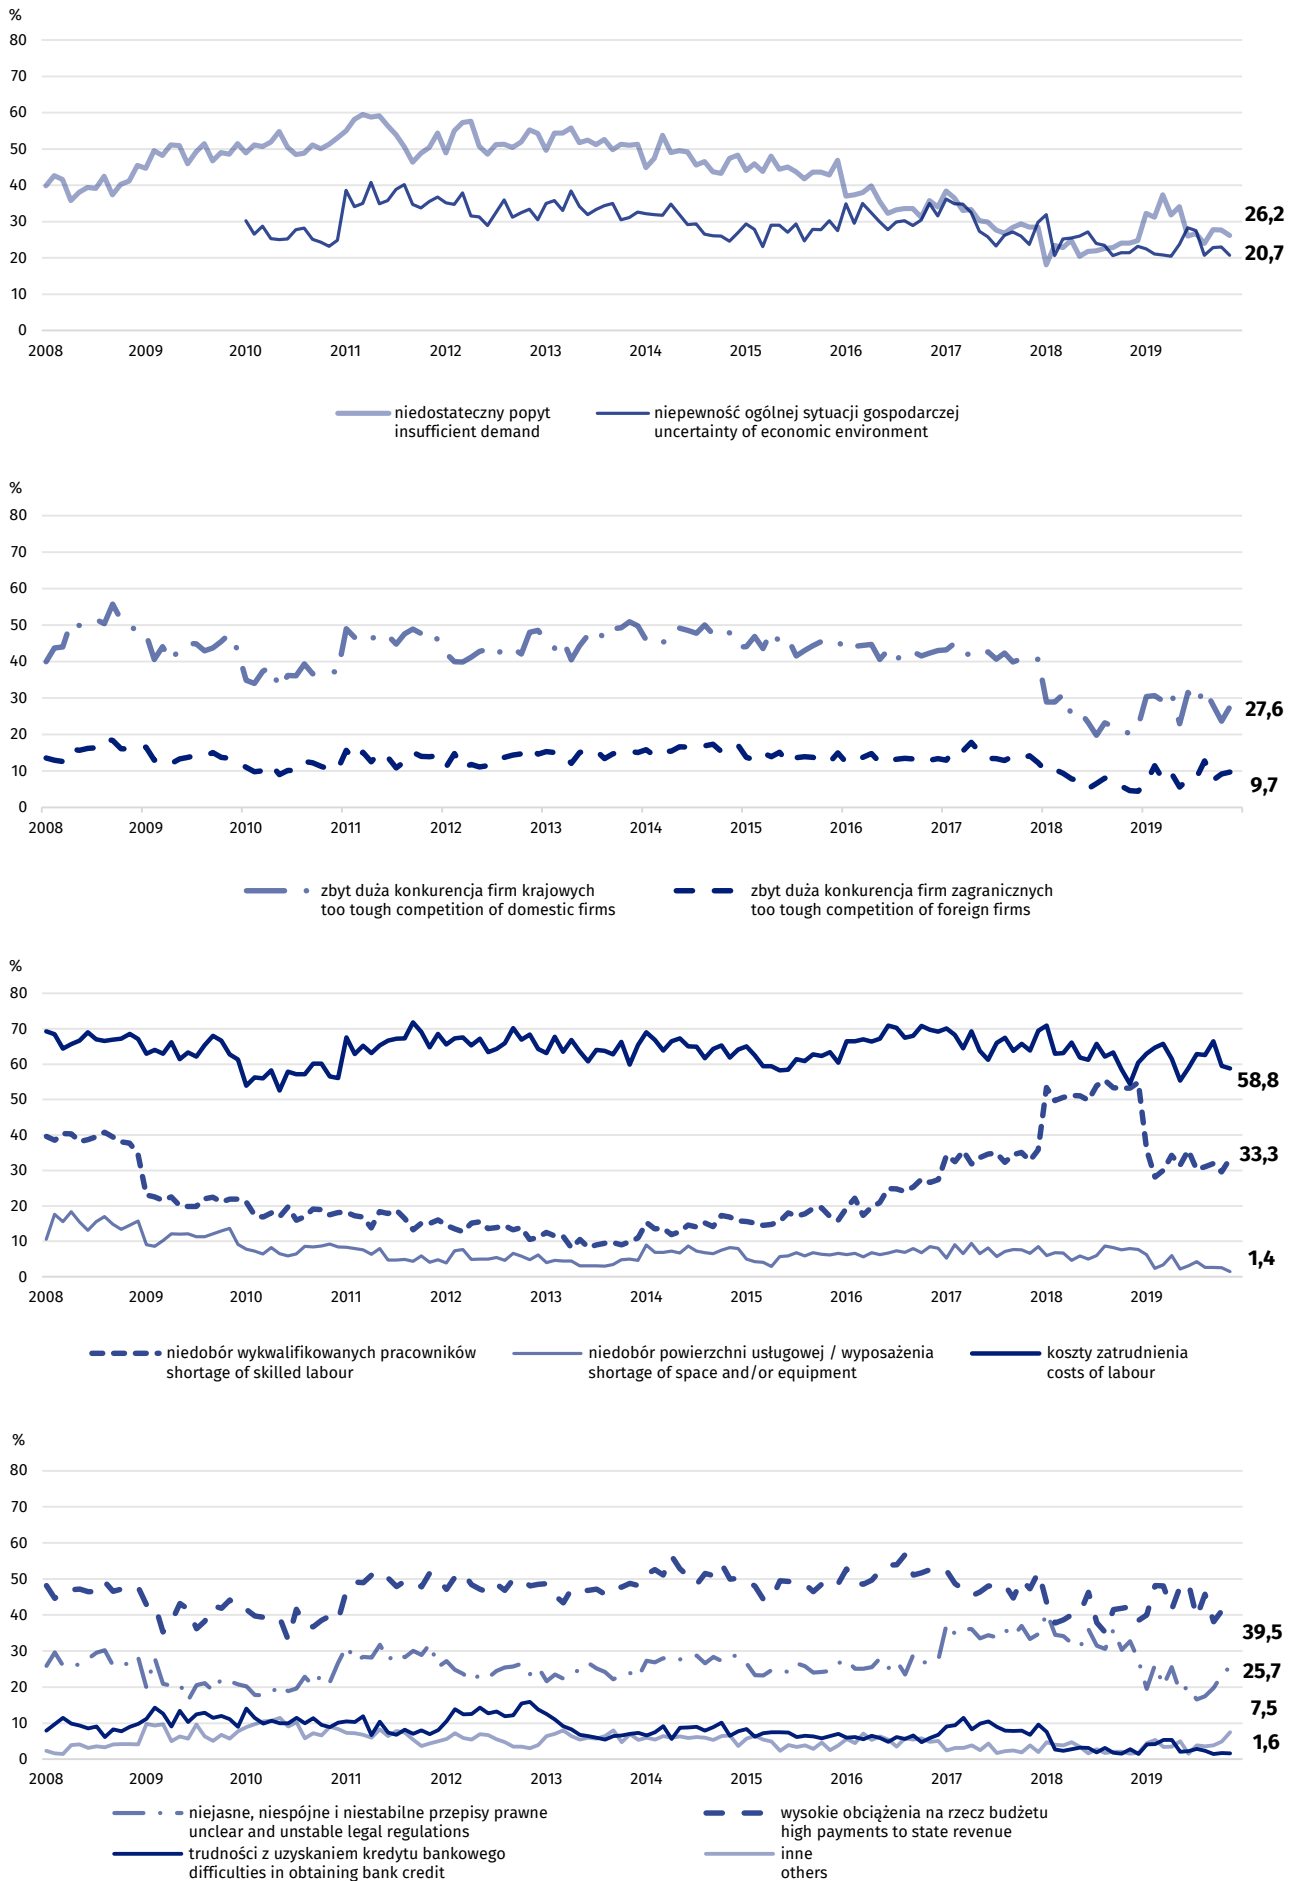 %
80
70
60
50
40
30
20
10
0
26,2
20,7
2008 2009 2010 2011 2012 2013 2014 2015 2016 2017 2018 2019
niedostateczny popyt
insufficient demand
niepewność ogólnej sytuacji gospodarczej
uncertainty of economic environment
%
80
70
60
50
40
30
20
10
0
27,6
9,7
2008 2009 2010 2011 2012 2013 2014 2015 2016 2017 2018 2019
zbyt duża konkurencja firm krajowych
too tough competition of domestic firms
zbyt duża konkurencja firm zagranicznych
too tough competition of foreign firms
%
80
70
60
50
40
30
20
10
0
58,8
33,3
1,4
2008 2009 2010 2011 2012 2013 2014 2015 2016 2017 2018 2019
niedobór wykwalifikowanych pracowników
shortage of skilled labour
niedobór powierzchni usługowej / wyposażenia
shortage of space and/or equipment
koszty zatrudnienia
costs of labour
%
80
70
60
50
40
30
20
10
0
39,5
25,7
7,5
1,6
2008 2009 2010 2011 2012 2013 2014 2015 2016 2017 2018 2019
niejasne, niespójne i niestabilne przepisy prawne
unclear and unstable legal regulations
wysokie obciążenia na rzecz budżetu
high payments to state revenue
trudności z uzyskaniem kredytu bankowego
difficulties in obtaining bank credit
inne
others